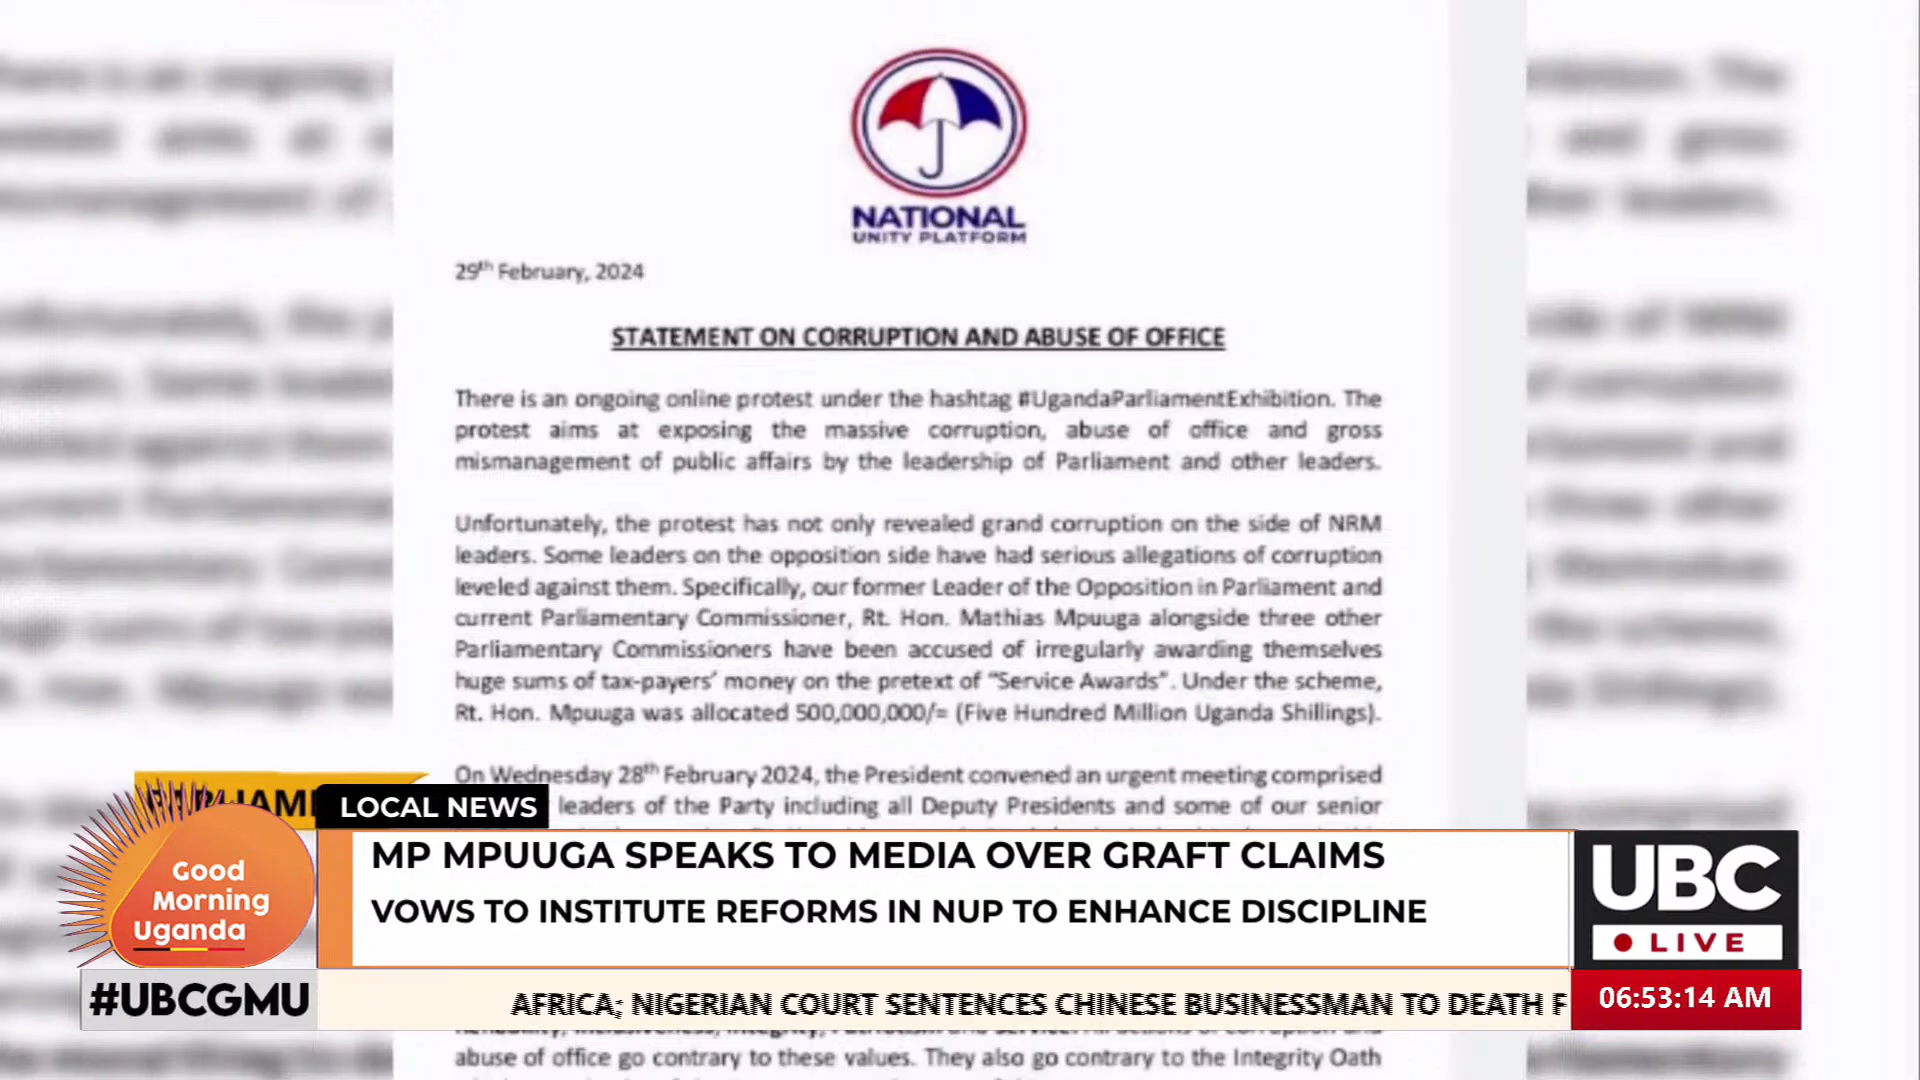 NATIONAL
UNITY PLATFORM
29th February, 2024
STATEMENT ON CORRUPTION AND ABUSE OF OFFICE
There is an ongoing online protest under the hashtag #UgandaParliamentExhibition. The
protest aims at exposing the massive corruption, abuse of office and gross
mismanagement of public affairs by the leadership of Parliament and other leaders.
Unfortunately, the protest has not only revealed grand corruption on the side of NRM
leaders. Some leaders on the opposition side have had serious allegations of corruption
leveled against them. Specifically, our former Leader of the Opposition in Parliament and
current Parliamentary Commissioner, Rt. Hon. Mathias Mpuuga alongside three other
Parliamentary Commissioners have been accused of irregularly awarding themselves
huge sums of tax-payers' money on the pretext of "Service Awards". Under the scheme,
Rt. Hon. Mpuuga was allocated 500,000,000/= (Five Hundred Million Uganda Shillings).
On Wednesday 28th February 2024, the President convened an urgent meeting comprised
leaders of the Party including all Deputy Presidents and some of our senior
LOCAL NEWS
MP MPUUGA SPEAKS TO MEDIA OVER GRAFT CLAIMS
VOWS TO INSTITUTE REFORMS IN NUP TO ENHANCE DISCIPLINE
Good
Morning
Uganda
UBC
LIVE
#UBCGMU
AFRICA; NIGERIAN COURT SENTENCES CHINESE BUSINESSMAN TO DEATH F
06:53:14 AM
abuse of office go contrary to these values. They also go contrary to the Integrity Oath